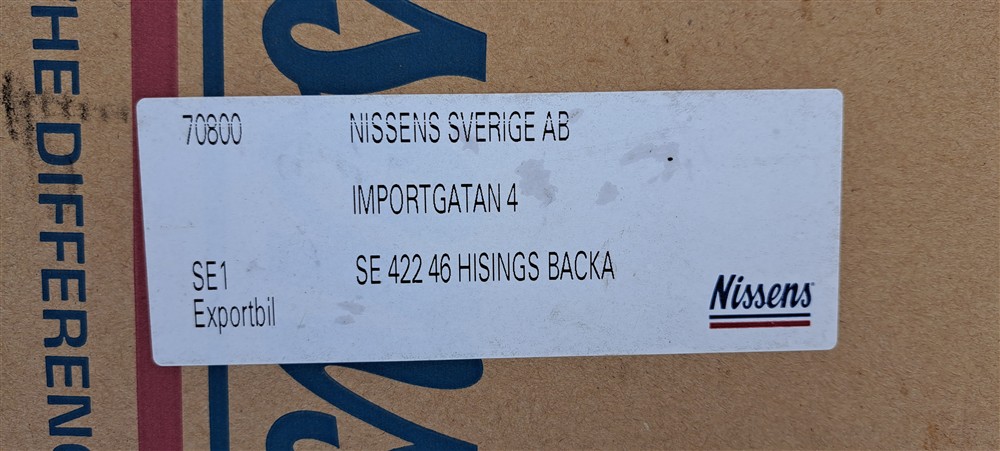 THE DIFFERENC
70800
NISSENS SVERIGE AB
IMPORTGATAN 4
SE1
SE 422 46 HISINGS BACKA
Exportbil
Nissens